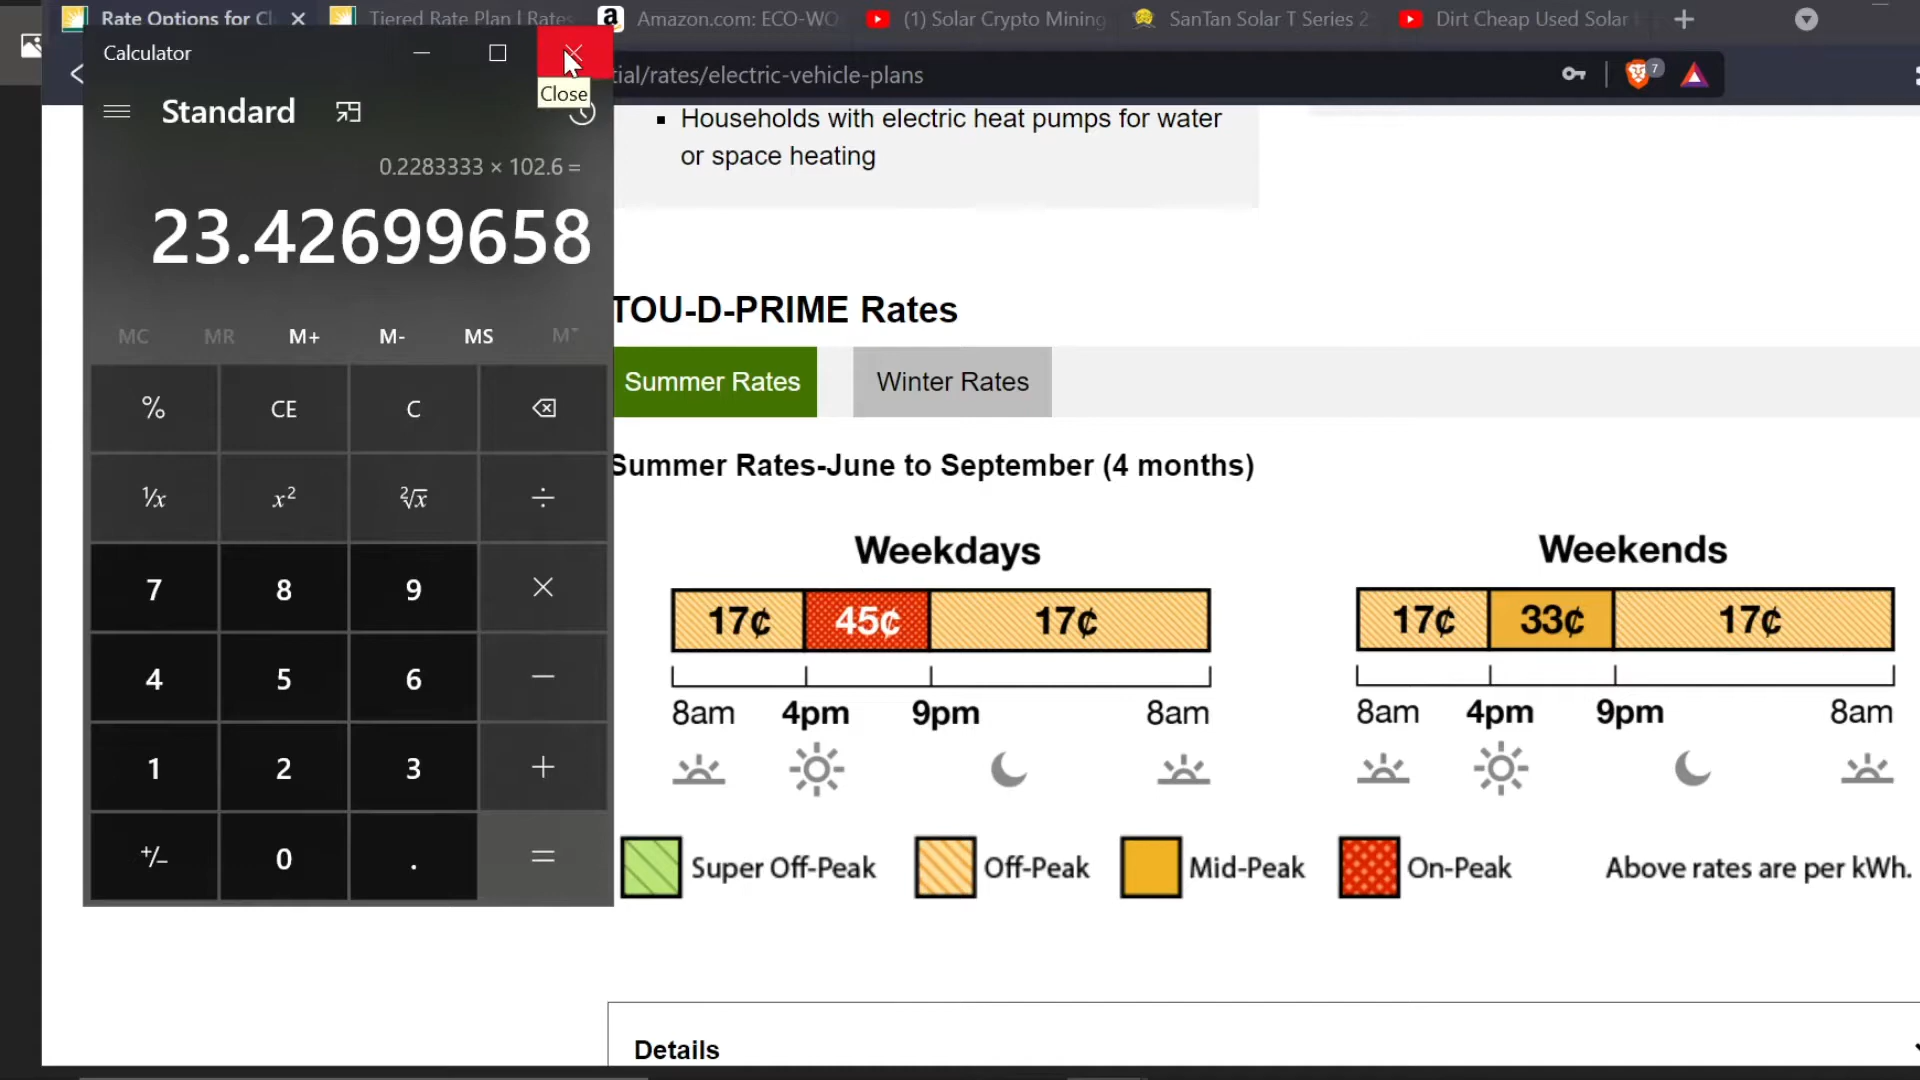 Rate Options for Cl
Tiered Rate Plan | Rates
Amazon.com: ECO-WO
(1) Solar Crypto Mining
SanTan Solar T Series 2
Dirt Cheap Used Solar
Calculator
tial/rates/electric-vehicle-plans
7
Close
Standard
0.2283333 × 102.6 =
23.42699658
MC MR M+ M- MS M˅
% CE C
¹/x x² ²√x ÷
7 8 9 ×
4 5 6 −
1 2 3 +
+/− 0 . =
Households with electric heat pumps for water
or space heating
TOU-D-PRIME Rates
Summer Rates
Winter Rates
Summer Rates-June to September (4 months)
Weekdays
17¢ 45¢ 17¢
8am 4pm 9pm 8am
Weekends
17¢ 33¢ 17¢
8am 4pm 9pm 8am
Super Off-Peak
Off-Peak
Mid-Peak
On-Peak
Above rates are per kWh.
Details